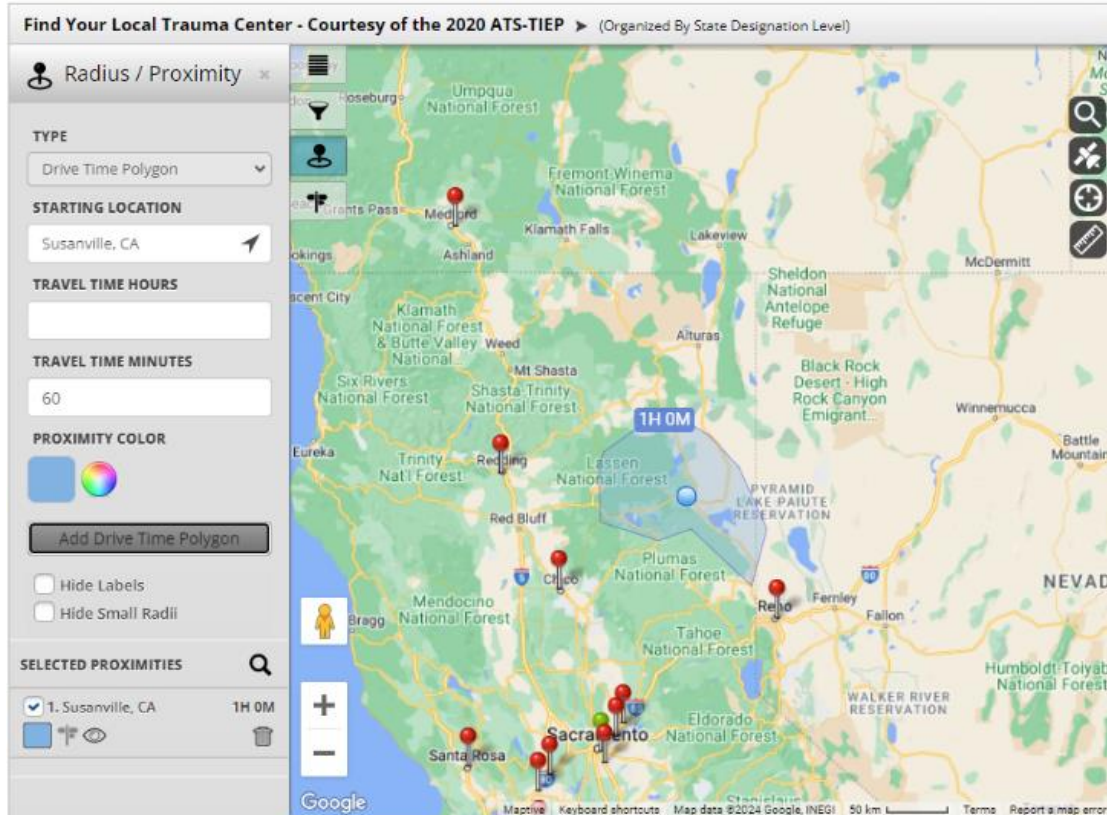 Find Your Local Trauma Center - Courtesy of the 2020 ATS-TIEP ➤ (Organized By State Designation Level)
Radius / Proximity ×
TYPE
Drive Time Polygon
STARTING LOCATION
Susanville, CA
TRAVEL TIME HOURS
TRAVEL TIME MINUTES
60
PROXIMITY COLOR
Add Drive Time Polygon
Hide Labels
Hide Small Radii
SELECTED PROXIMITIES
1. Susanville, CA 1H 0M
Roseburg
Umpqua
National Forest
Fremont-Winema
National Forest
Grants Pass
Medford
Klamath Falls
Lakeview
okings
Ashland
McDermitt
scent City
Sheldon
National
Antelope
Refuge
Klamath
National Forest
& Butte Valley
National...
Weed
Alturas
Mt Shasta
Six Rivers
National Forest
Shasta-Trinity
National Forest
Black Rock
Desert - High
Rock Canyon
Emigrant...
1H 0M
Winnemucca
Eureka
Trinity
Nat'l Forest
Redding
Lassen
National Forest
Battle
Mountain
PYRAMID
LAKE PAIUTE
RESERVATION
Red Bluff
5
Chico
Plumas
National Forest
80
NEVAD
Mendocino
National Forest
Bragg
Reno
Fernley
Fallon
Tahoe
National Forest
Humboldt-Toiyab
National Forest
WALKER RIVER
RESERVATION
Eldorado
National Forest
Sacramento
Santa Rosa
80
Stanislaus
Google
Maptive Keyboard shortcuts Map data ©2024 Google, INEGI 50 km Terms Report a map error